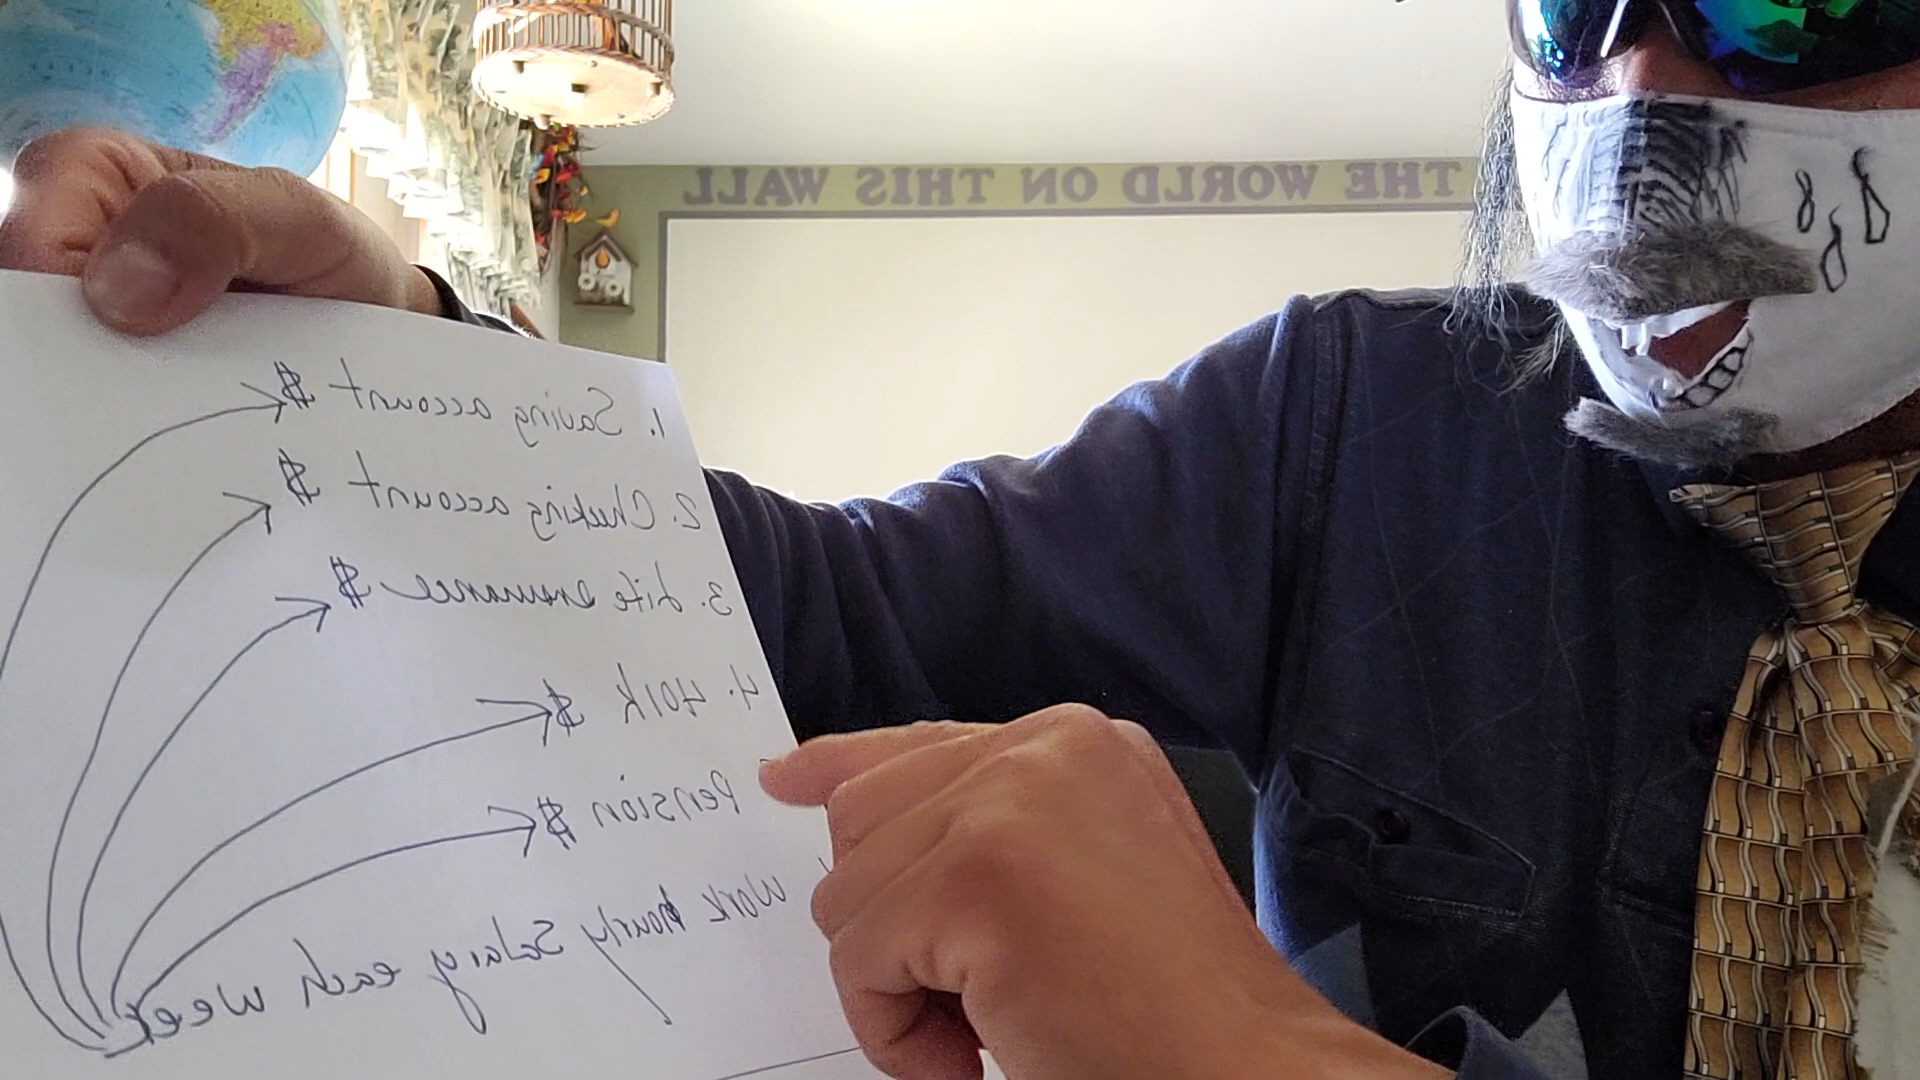 THE WORLD ON THIS WALL
1. Saving account $
2. Checking account $
3. Life ensurance $
4. 401k $
Pension $
Work hourly Salary each week